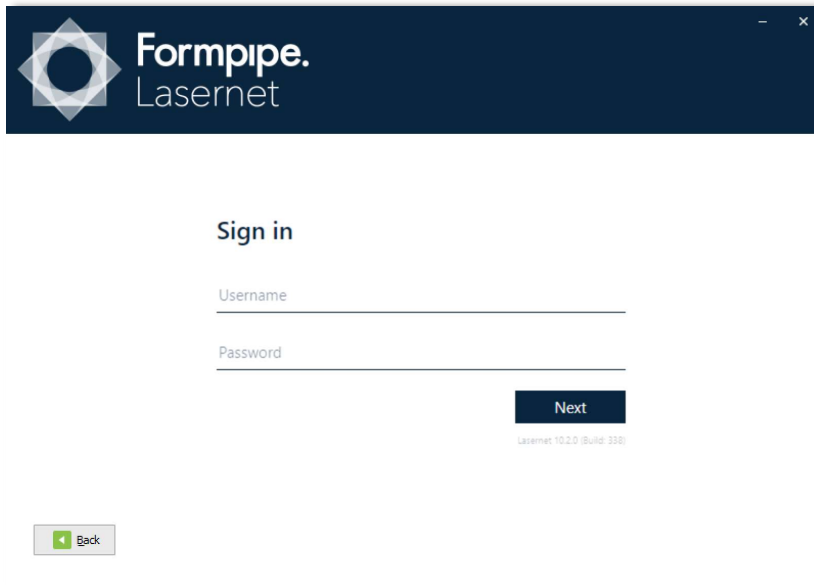 Formpipe.
Lasernet
Sign in
Username
Password
Next
Lasernet 10.2.0 (Build: 338)
Back